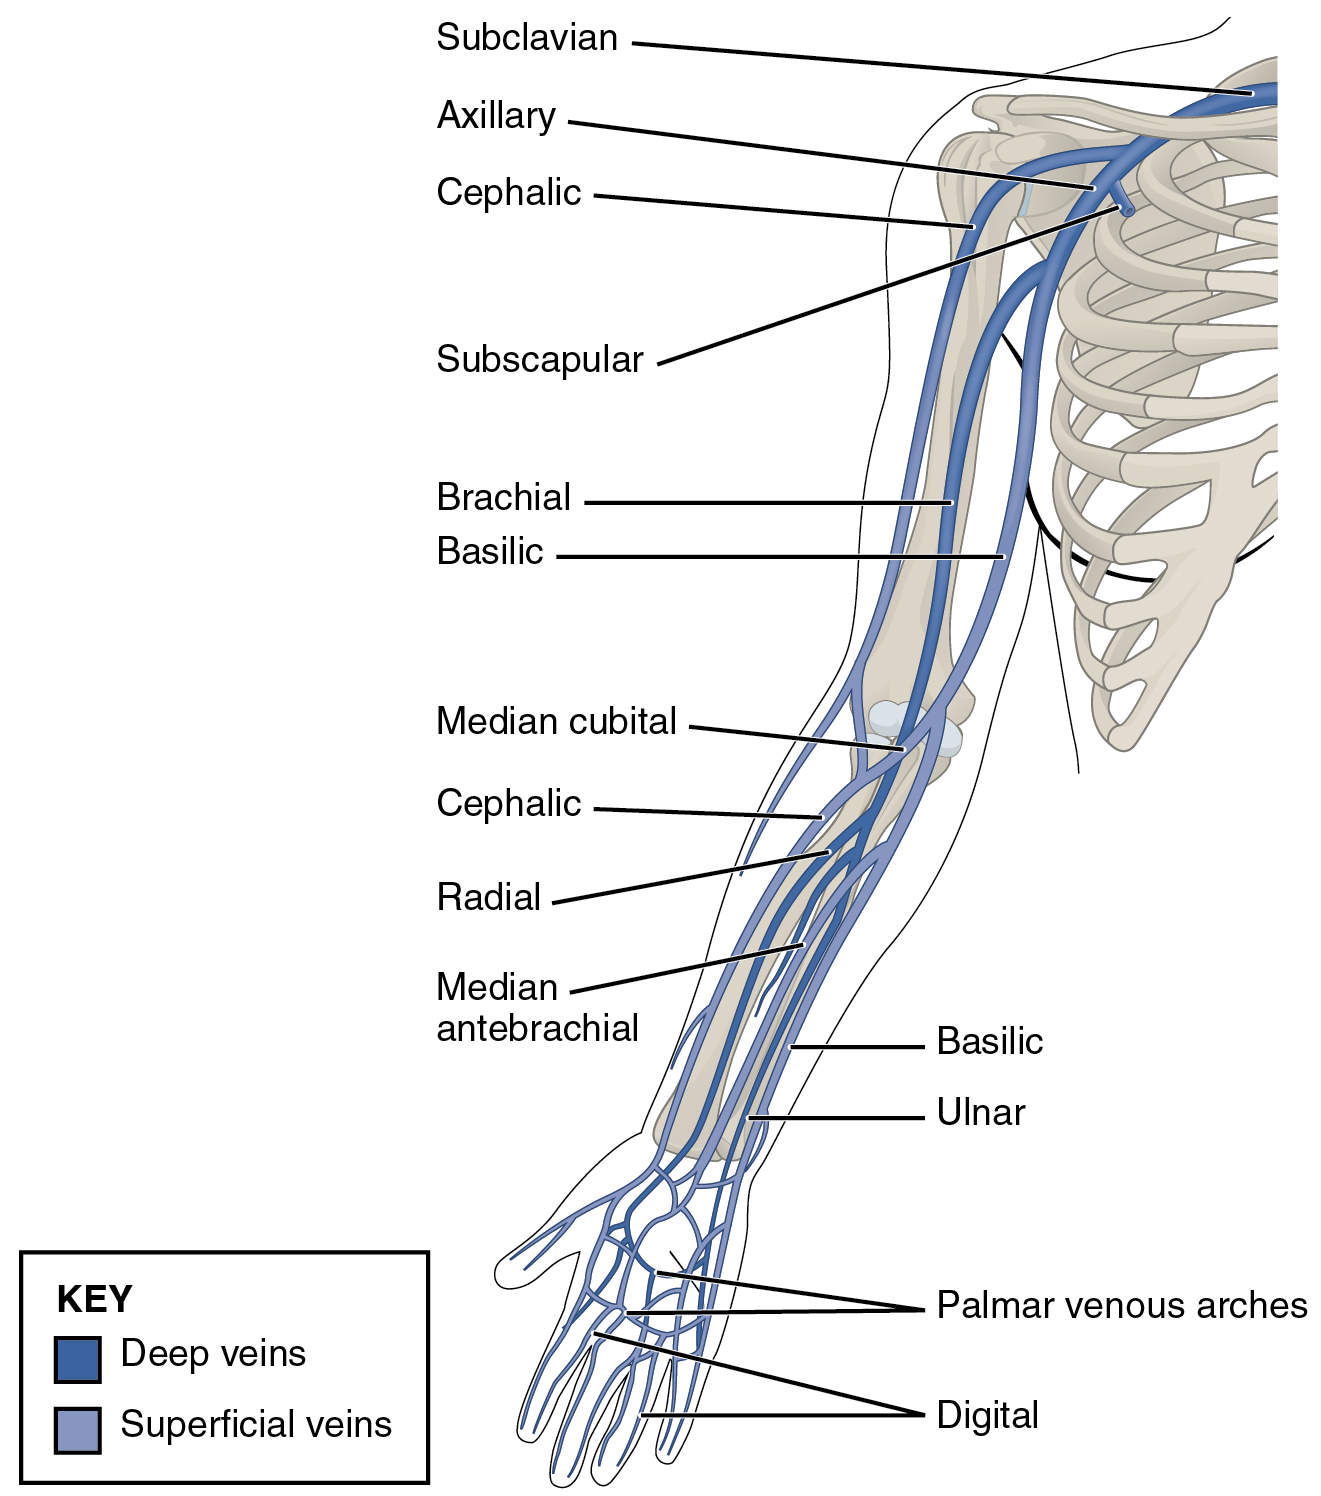 Subclavian
Axillary
Cephalic
Subscapular
Brachial
Basilic
Median cubital
Cephalic
Radial
Median
antebrachial
Basilic
Ulnar
Palmar venous arches
Digital
KEY
Deep veins
Superficial veins